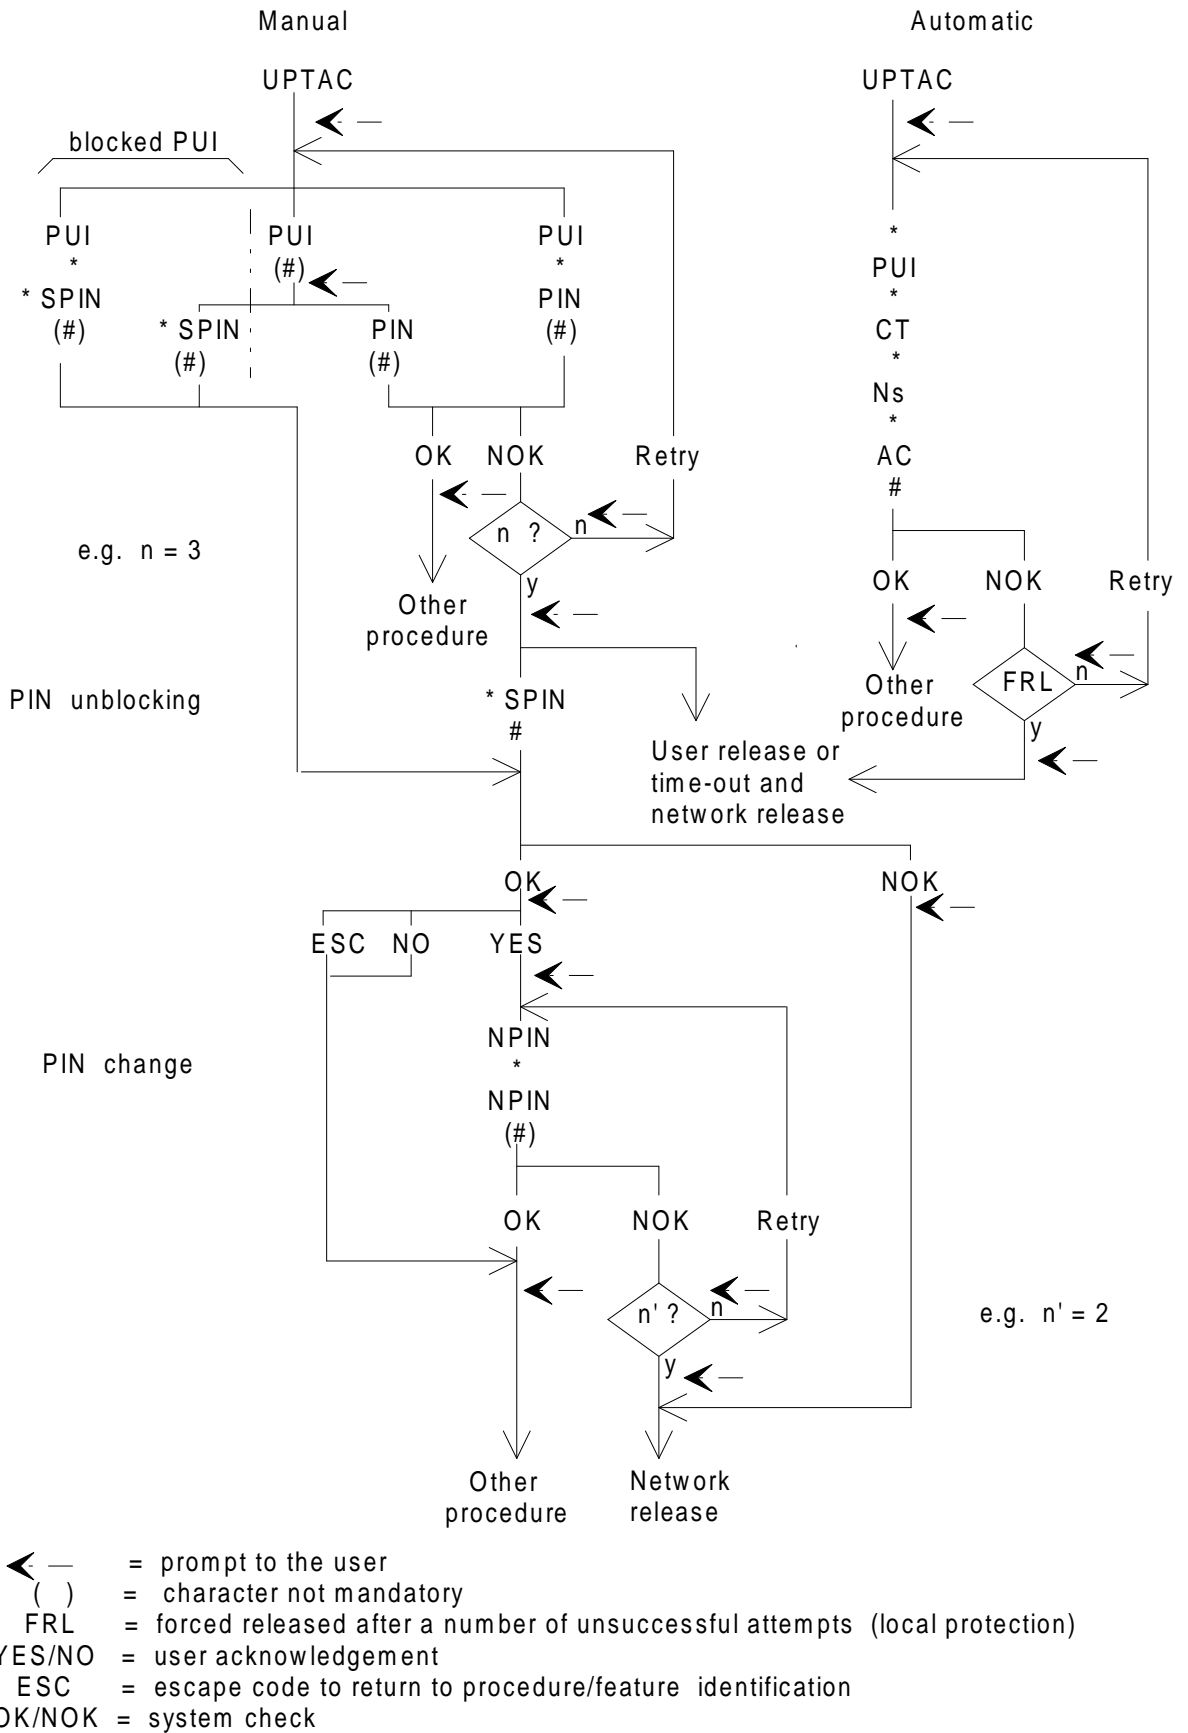 Manual
Automatic
UPTAC
UPTAC
blocked PUI
PUI
*
* SPIN
(#)
PUI
(#)
* SPIN
(#)
PIN
(#)
PUI
*
PIN
(#)
OK
NOK
Retry
n ?
n
y
e.g. n = 3
Other
procedure
*
PUI
*
CT
*
Ns
*
AC
#
OK
NOK
Retry
FRL
n
y
Other
procedure
PIN unblocking
* SPIN
#
User release or
time-out and
network release
OK
NOK
ESC
NO
YES
PIN change
NPIN
*
NPIN
(#)
OK
NOK
Retry
n' ?
n
y
e.g. n' = 2
Other
procedure
Network
release
= prompt to the user
( ) = character not mandatory
FRL = forced released after a number of unsuccessful attempts (local protection)
YES/NO = user acknowledgement
ESC = escape code to return to procedure/feature identification
OK/NOK = system check